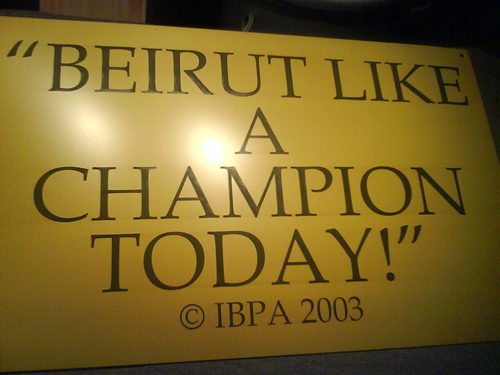 “BEIRUT LIKE
A
CHAMPION
TODAY!”
© IBPA 2003